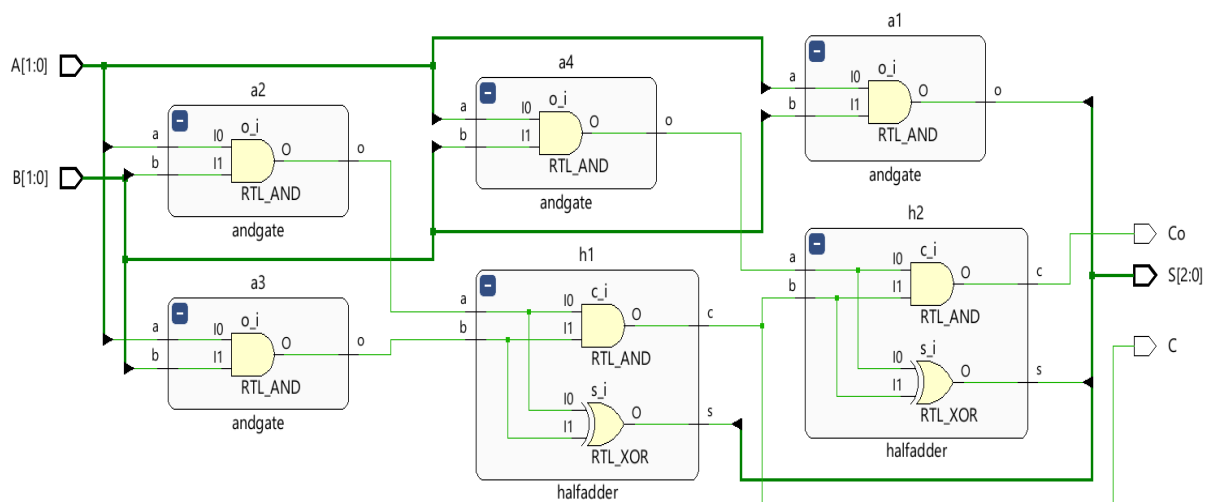 A[1:0]
B[1:0]
a2
a
b
I0
I1
o_i
O
RTL_AND
o
andgate
a3
a
b
I0
I1
o_i
O
RTL_AND
o
andgate
a4
a
b
I0
I1
o_i
O
RTL_AND
o
andgate
h1
a
b
c_i
I0
I1
O
RTL_AND
c
s_i
I0
I1
O
RTL_XOR
s
halfadder
a1
a
b
I0
I1
o_i
O
RTL_AND
o
andgate
h2
a
b
c_i
I0
I1
O
RTL_AND
c
s_i
I0
I1
O
RTL_XOR
s
halfadder
Co
S[2:0]
C